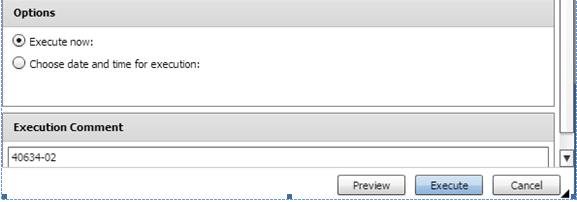 Options
Execute now:
Choose date and time for execution:
Execution Comment
40634-02
Preview Execute Cancel